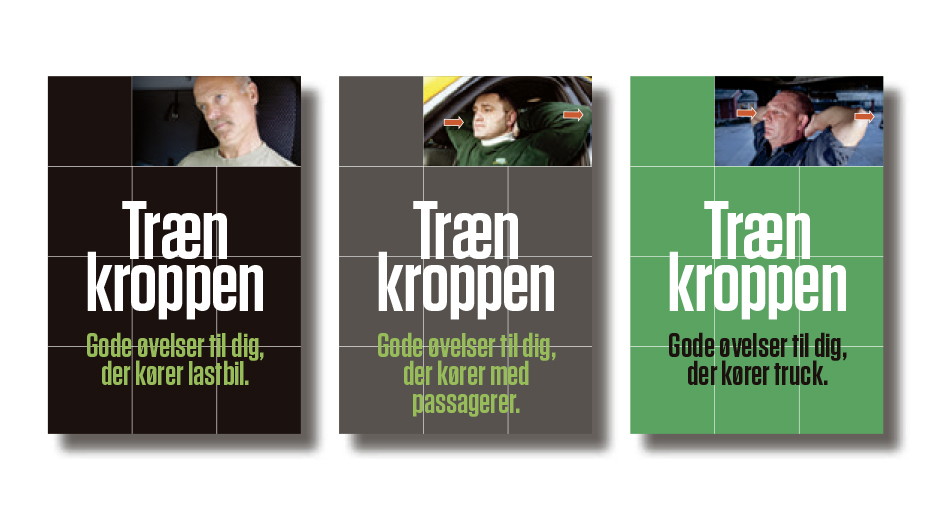 Træn
kroppen
Gode øvelser til dig,
der kører lastbil.
Træn
kroppen
Gode øvelser til dig,
der kører med
passagerer.
Træn
kroppen
Gode øvelser til dig,
der kører truck.